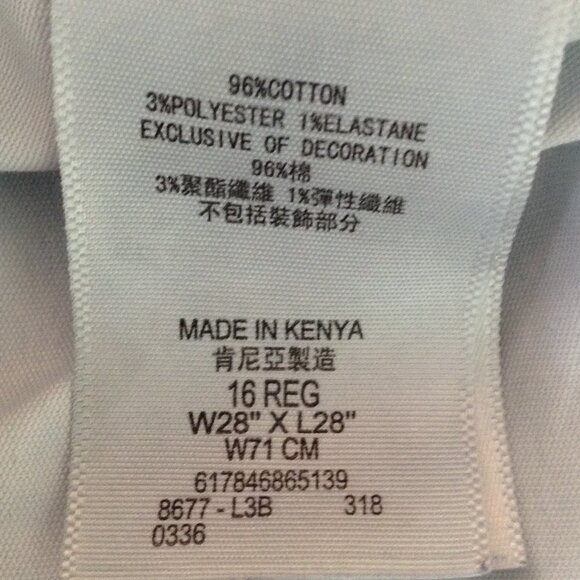 96%COTTON
3%POLYESTER 1%ELASTANE
EXCLUSIVE OF DECORATION
96%棉
3%聚酯纖維 1%彈性纖維
不包括裝飾部分
MADE IN KENYA
肯尼亞製造
16 REG
W28" X L28"
W71 CM
617846865139
8677 - L3B 318
0336